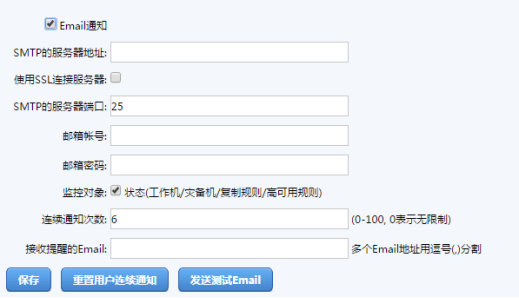 Email通知
SMTP的服务器地址:
使用SSL连接服务器:
SMTP的服务器端口: 25
邮箱帐号:
邮箱密码:
监控对象: 状态(工作机/灾备机/复制规则/高可用规则)
连续通知次数: 6 (0-100, 0表示无限制)
接收提醒的Email: 多个Email地址用逗号(,)分割
保存 重置用户连续通知 发送测试Email